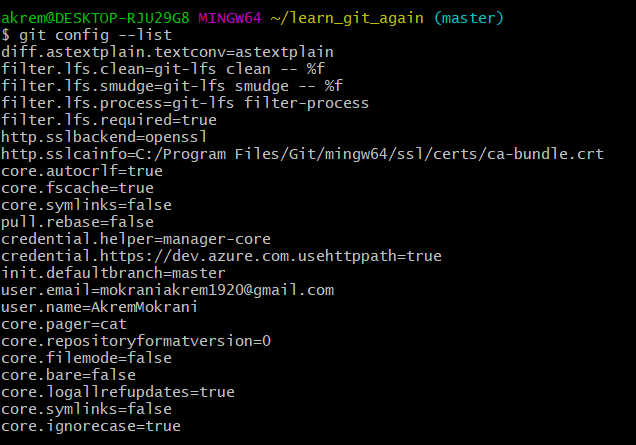 akrem@DESKTOP-RJU29G8 MINGW64 ~/learn_git_again (master)
$ git config --list
diff.astextplain.textconv=astextplain
filter.lfs.clean=git-lfs clean -- %f
filter.lfs.smudge=git-lfs smudge -- %f
filter.lfs.process=git-lfs filter-process
filter.lfs.required=true
http.sslbackend=openssl
http.sslcainfo=C:/Program Files/Git/mingw64/ssl/certs/ca-bundle.crt
core.autocrlf=true
core.fscache=true
core.symlinks=false
pull.rebase=false
credential.helper=manager-core
credential.https://dev.azure.com.usehttppath=true
init.defaultbranch=master
user.email=mokraniakrem1920@gmail.com
user.name=AkremMokrani
core.pager=cat
core.repositoryformatversion=0
core.filemode=false
core.bare=false
core.logallrefupdates=true
core.symlinks=false
core.ignorecase=true